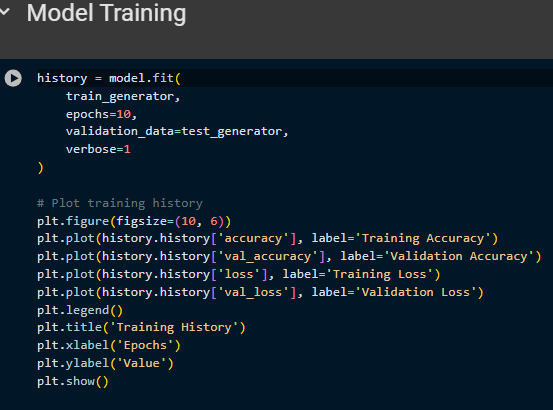 Model Training
history = model.fit(
    train_generator,
    epochs=10,
    validation_data=test_generator,
    verbose=1
)
# Plot training history
plt.figure(figsize=(10, 6))
plt.plot(history.history['accuracy'], label='Training Accuracy')
plt.plot(history.history['val_accuracy'], label='Validation Accuracy')
plt.plot(history.history['loss'], label='Training Loss')
plt.plot(history.history['val_loss'], label='Validation Loss')
plt.legend()
plt.title('Training History')
plt.xlabel('Epochs')
plt.ylabel('Value')
plt.show()